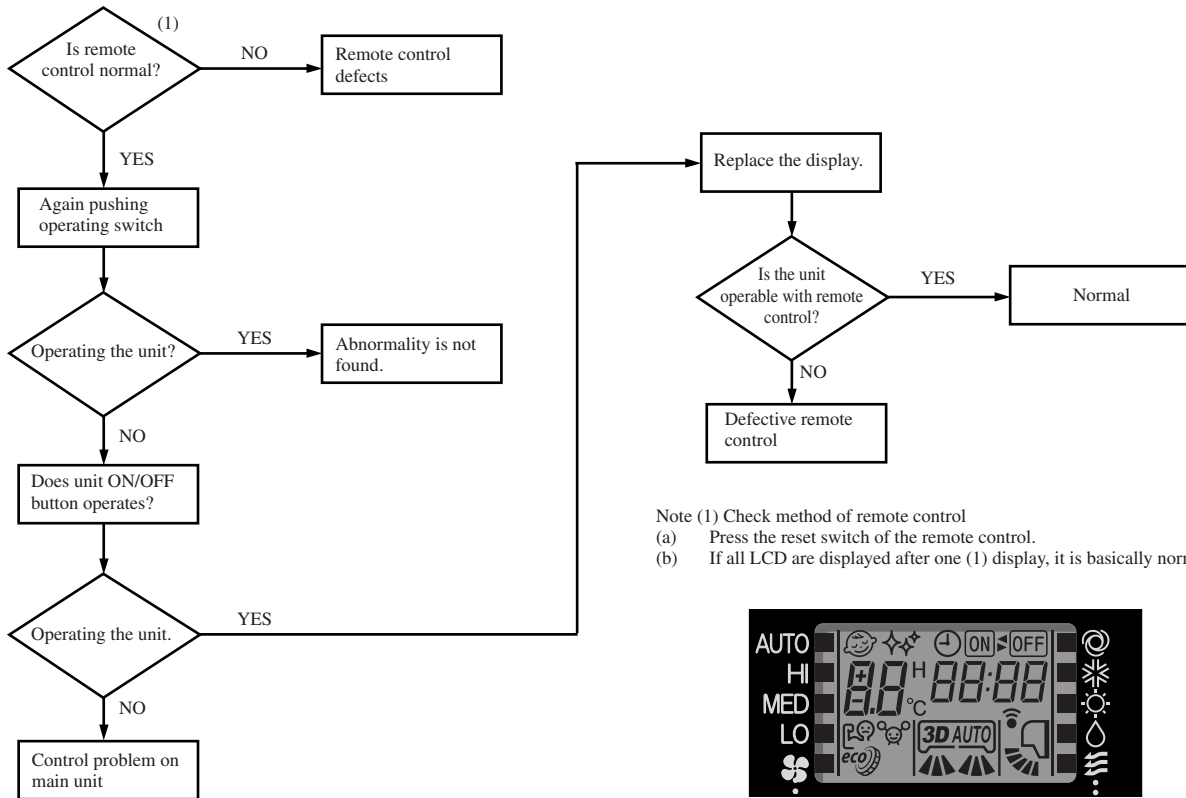 (1)
Is remote
control normal?
NO
Remote control
defects
YES
Again pushing
operating switch
Operating the unit?
YES
Abnormality is not
found.
NO
Does unit ON/OFF
button operates?
Operating the unit.
YES
NO
Control problem on
main unit
Replace the display.
Is the unit
operable with remote
control?
YES
Normal
NO
Defective remote
control
Note (1) Check method of remote control
(a) Press the reset switch of the remote control.
(b) If all LCD are displayed after one (1) display, it is basically
AUTO
HI
MED
LO
ON OFF
+8.8 H 88:88
°C
3D AUTO
eco